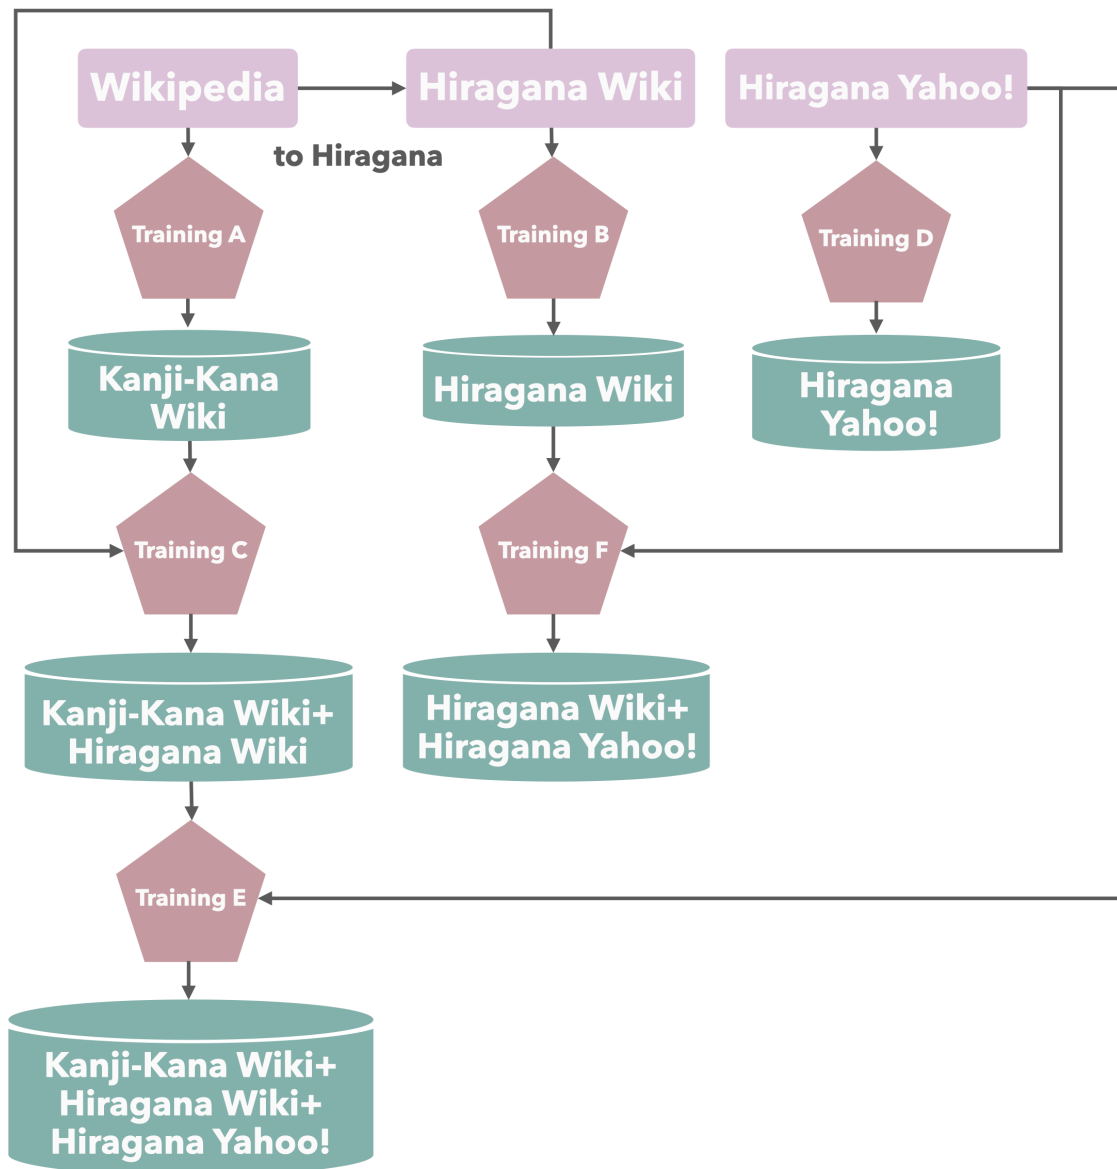 Wikipedia
Hiragana Wiki
Hiragana Yahoo!
to Hiragana
Training A
Training B
Training D
Kanji-Kana
Wiki
Hiragana Wiki
Hiragana
Yahoo!
Training C
Training F
Kanji-Kana Wiki+
Hiragana Wiki
Hiragana Wiki+
Hiragana Yahoo!
Training E
Kanji-Kana Wiki+
Hiragana Wiki+
Hiragana Yahoo!